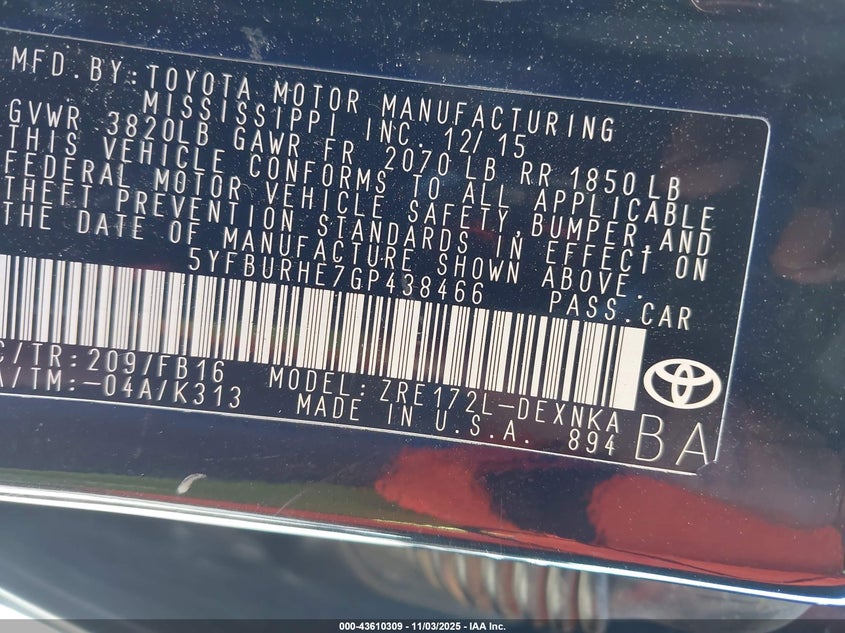 MFD. BY: TOYOTA MOTOR MANUFACTURING
MISSISSIPPI INC. 12/15
GVWR 3820LB GAWR FR 2070LB RR 1850LB
THIS VEHICLE CONFORMS TO ALL APPLICABLE
FEDERAL MOTOR VEHICLE SAFETY, BUMPER, AND
THEFT PREVENTION STANDARDS IN EFFECT ON
THE DATE OF MANUFACTURE SHOWN ABOVE.
5YFBURHE7GP438466 PASS.CAR
C/TR:209/FB16 MODEL:ZRE172L-DEXNKA
A/TM:-04A/K313 MADE IN U.S.A. 894 BA
000-43610309 - 11/03/2025 - IAA Inc.